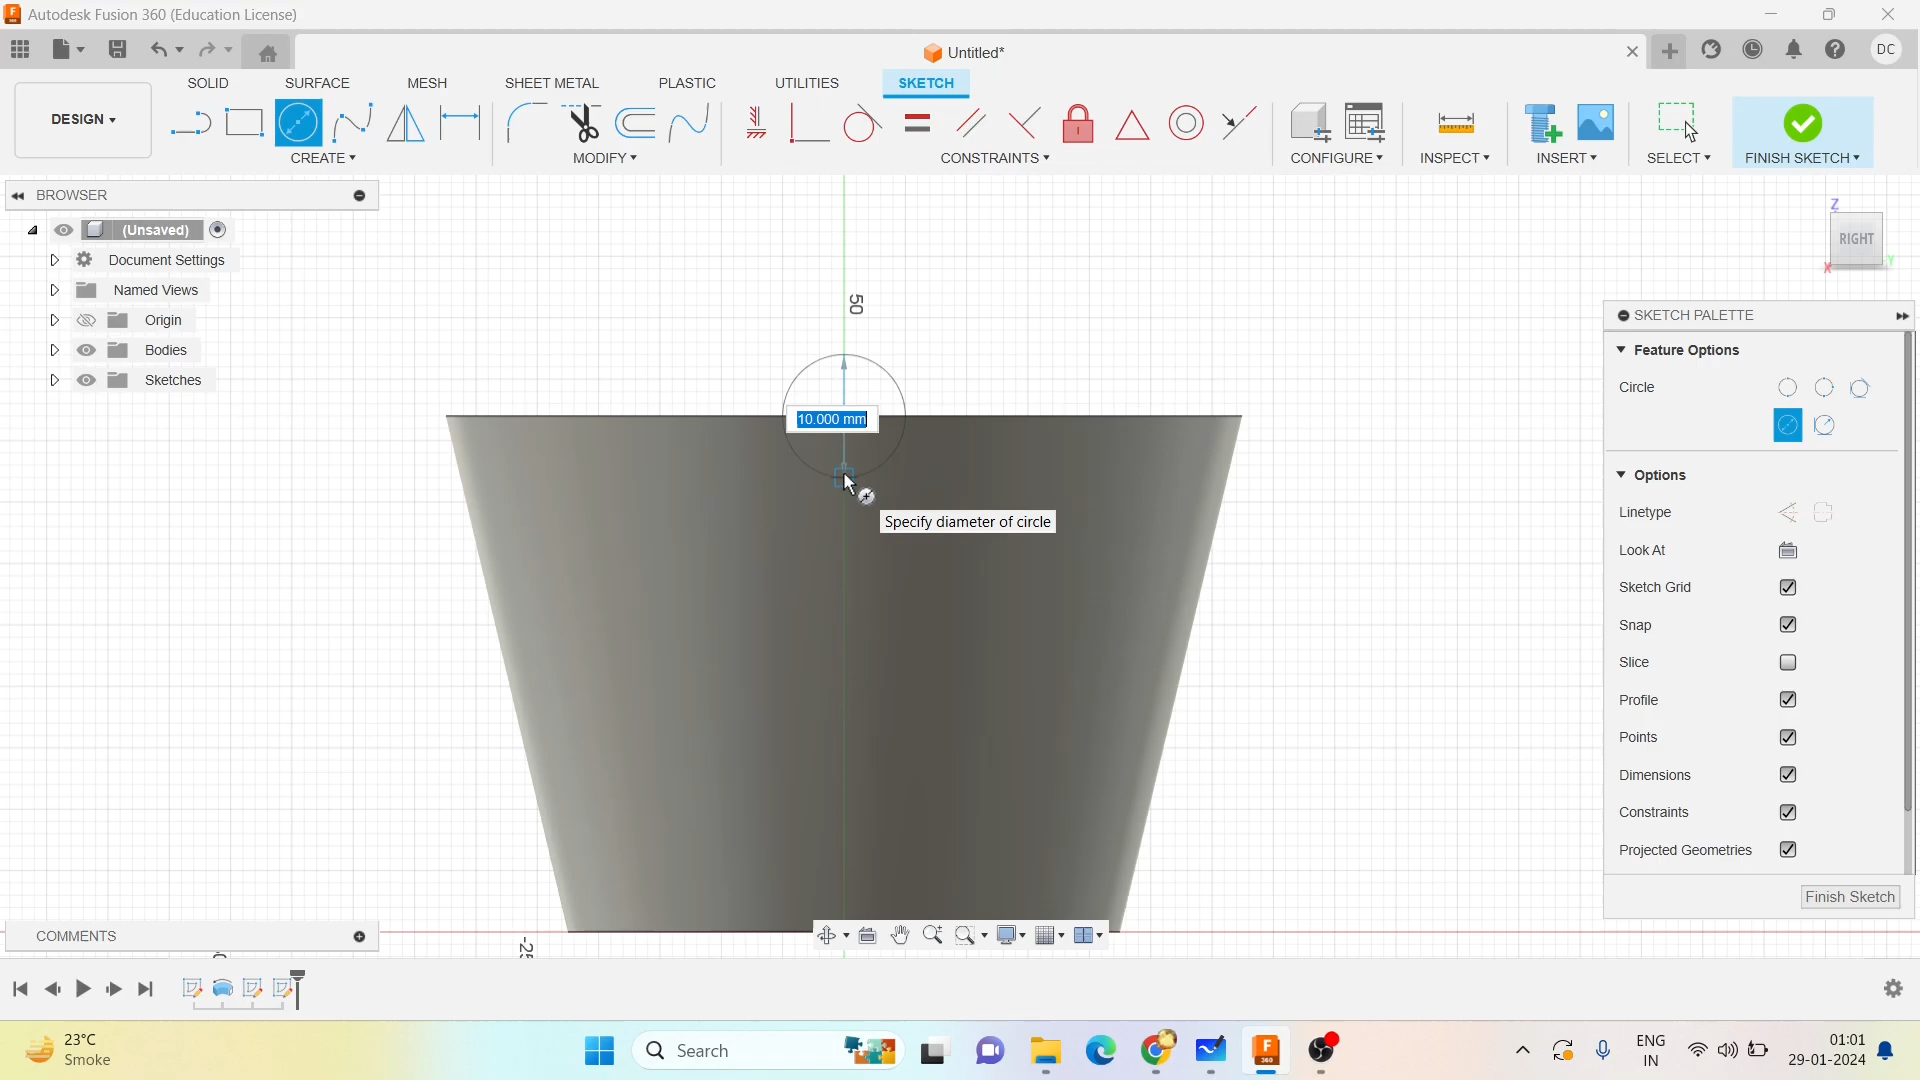 Autodesk Fusion 360 (Education License)
Untitled*
DC
DESIGN
SOLID
SURFACE
MESH
SHEET METAL
PLASTIC
UTILITIES
SKETCH
CREATE
MODIFY
CONSTRAINTS
CONFIGURE
INSPECT
INSERT
SELECT
FINISH SKETCH
BROWSER
(Unsaved)
Document Settings
Named Views
Origin
Bodies
Sketches
Z
RIGHT
X
Y
50
10.000 mm
Specify diameter of circle
-25
SKETCH PALETTE
Feature Options
Circle
Options
Linetype
Look At
Sketch Grid
Snap
Slice
Profile
Points
Dimensions
Constraints
Projected Geometries
Finish Sketch
COMMENTS
23°C
Smoke
Search
F
360
ENG
IN
01:01
29-01-2024